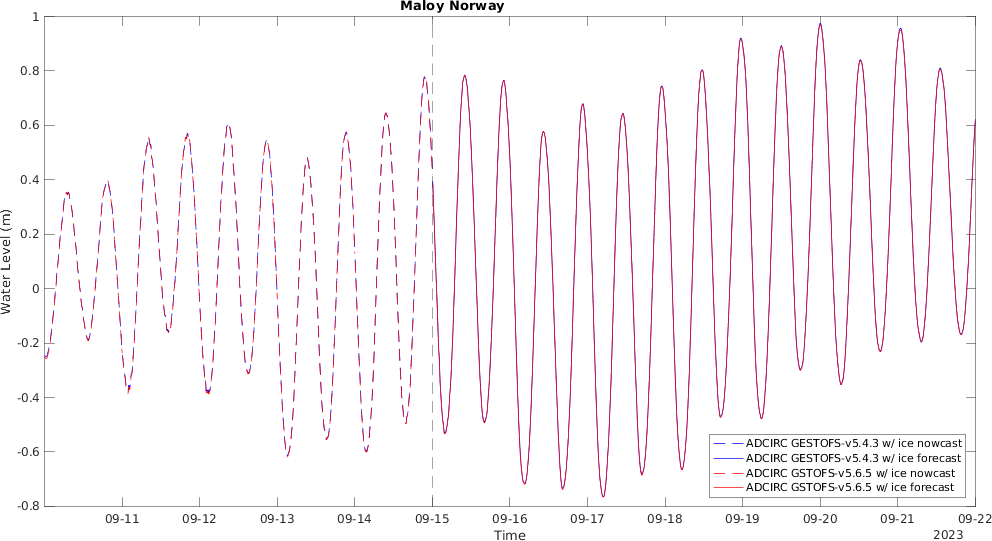 Maloy Norway
Water Level (m)
1
0.8
0.6
0.4
0.2
0
-0.2
-0.4
-0.6
-0.8
ADCIRC GESTOFS-v5.4.3 w/ ice nowcast
ADCIRC GESTOFS-v5.4.3 w/ ice forecast
ADCIRC GSTOFS-v5.6.5 w/ ice nowcast
ADCIRC GSTOFS-v5.6.5 w/ ice forecast
09-11 09-12 09-13 09-14 09-15 09-16 09-17 09-18 09-19 09-20 09-21 09-22
Time
2023